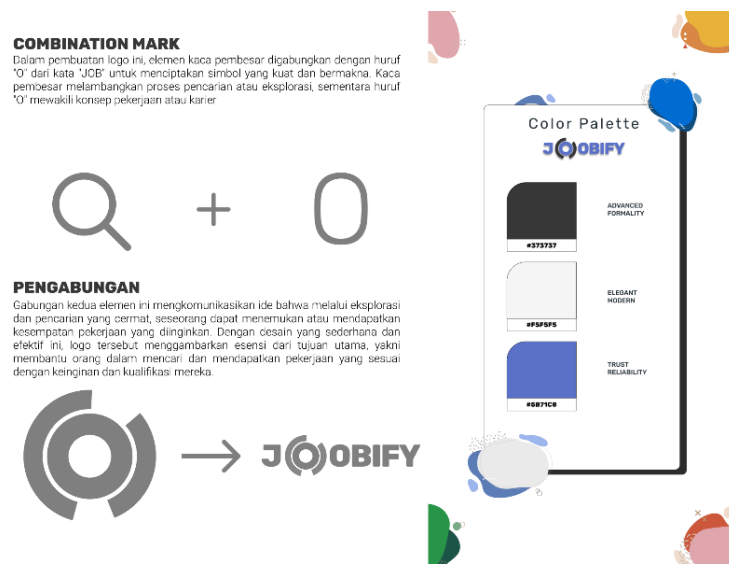 COMBINATION MARK
Dalam pembuatan logo ini, elemen kaca pembesar digabungkan dengan huruf
"O" dari kata "JOB" untuk menciptakan simbol yang kuat dan bermakna. Kaca
pembesar melambangkan proses pencarian atau eksplorasi, sementara huruf
"O" mewakili konsep pekerjaan atau karier
+ O
PENGABUNGAN
Gabungan kedua elemen ini mengkomunikasikan ide bahwa melalui eksplorasi
dan pencarian yang cermat, seseorang dapat menemukan atau mendapatkan
kesempatan pekerjaan yang diinginkan. Dengan desain yang sederhana dan
efektif ini, logo tersebut menggambarkan esensi dari tujuan utama, yakni
membantu orang dalam mencari dan mendapatkan pekerjaan yang sesuai
dengan keinginan dan kualifikasi mereka.
JOOBIFY
Color Palette
JOOBIFY
ADVANCED
FORMALITY
#373737
ELEGANT
MODERN
#F5F5F5
TRUST
RELIABILITY
#5B71C8